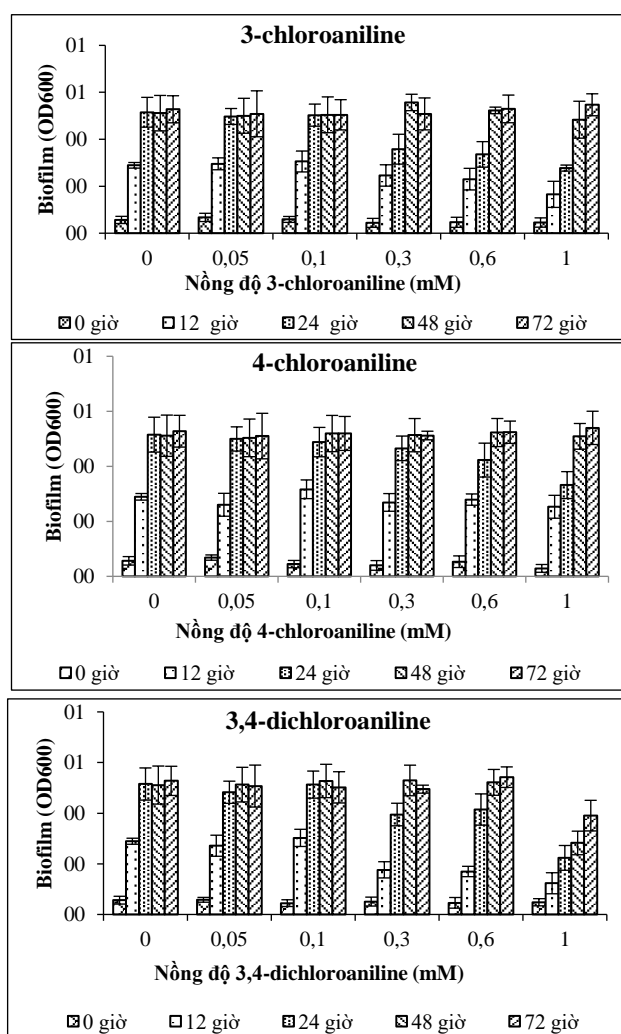 3-chloroaniline
01
01
00
00
00
Biofilm (OD600)
0 0,05 0,1 0,3 0,6 1
Nồng độ 3-chloroaniline (mM)
0 giờ 12 giờ 24 giờ 48 giờ 72 giờ
4-chloroaniline
01
01
00
00
00
Biofilm (OD600)
0 0,05 0,1 0,3 0,6 1
Nồng độ 4-chloroaniline (mM)
0 giờ 12 giờ 24 giờ 48 giờ 72 giờ
3,4-dichloroaniline
01
01
00
00
00
Biofilm (OD600)
0 0,05 0,1 0,3 0,6 1
Nồng độ 3,4-dichloroaniline (mM)
0 giờ 12 giờ 24 giờ 48 giờ 72 giờ